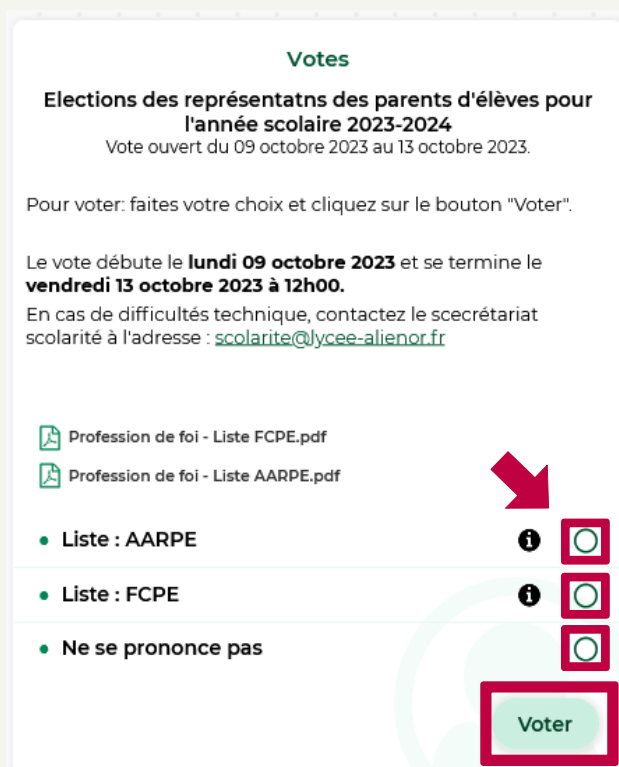 Votes
Elections des représentatns des parents d'élèves pour
l'année scolaire 2023-2024
Vote ouvert du 09 octobre 2023 au 13 octobre 2023.
Pour voter: faites votre choix et cliquez sur le bouton "Voter".
Le vote débute le lundi 09 octobre 2023 et se termine le
vendredi 13 octobre 2023 à 12h00.
En cas de difficultés technique, contactez le scecrétariat
scolarité à l'adresse : scolarite@lycee-alienor.fr
Profession de foi - Liste FCPE.pdf
Profession de foi - Liste AARPE.pdf
• Liste : AARPE
• Liste : FCPE
• Ne se prononce pas
Voter